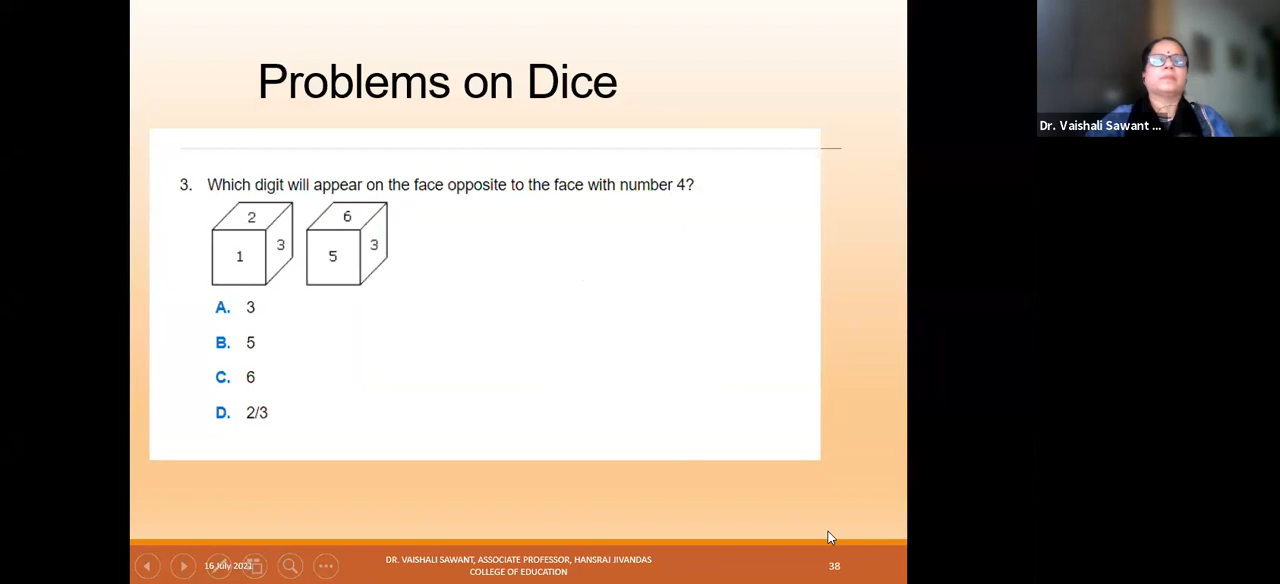 Problems on Dice
Dr. Vaishali Sawant ...
3. Which digit will appear on the face opposite to the face with number 4?
2 6
3 3
1 5
A. 3
B. 5
C. 6
D. 2/3
16 July 2021
DR. VAISHALI SAWANT, ASSOCIATE PROFESSOR, HANSRAJ JIVANDAS
COLLEGE OF EDUCATION
38